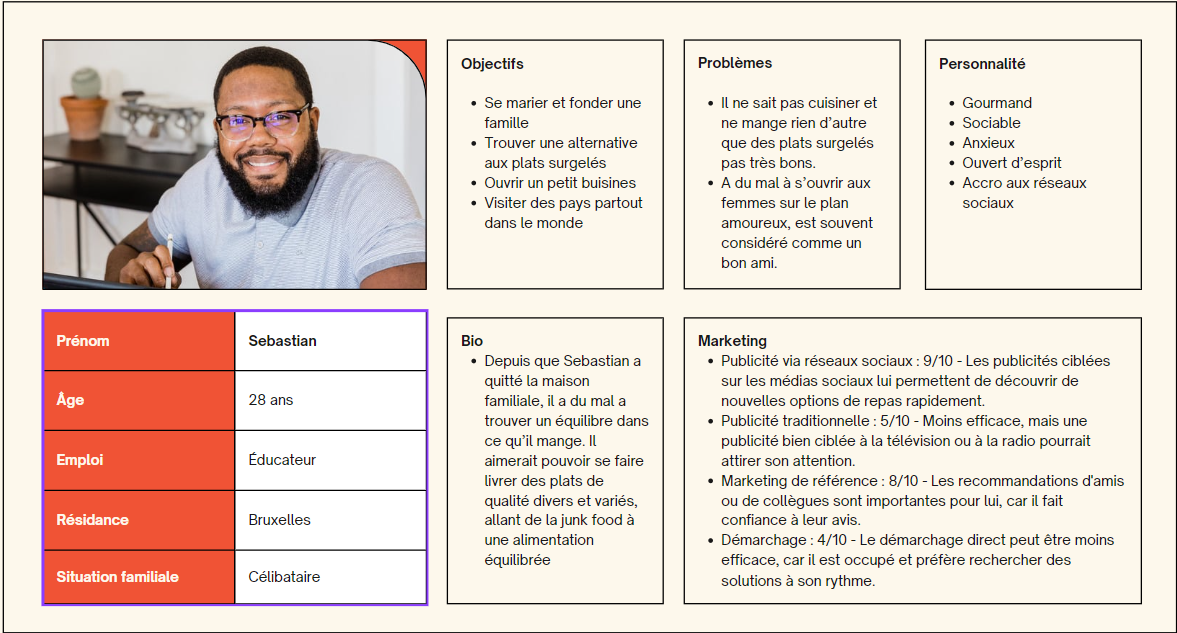 Objectifs
Se marier et fonder une
famille
Trouver une alternative
aux plats surgelés
Ouvrir un petit buisines
Visiter des pays partout
dans le monde
Problèmes
Il ne sait pas cuisiner et
ne mange rien d’autre
que des plats surgelés
pas très bons.
A du mal à s’ouvrir aux
femmes sur le plan
amoureux, est souvent
considéré comme un
bon ami.
Personnalité
Gourmand
Sociable
Anxieux
Ouvert d’esprit
Accro aux réseaux
sociaux
Prénom Sebastian
Âge 28 ans
Emploi Éducateur
Résidance Bruxelles
Situation familiale Célibataire
Bio
Depuis que Sebastian a
quitté la maison
familiale, il a du mal a
trouver un équilibre dans
ce qu’il mange. Il
aimerait pouvoir se faire
livrer des plats de
qualité divers et variés,
allant de la junk food à
une alimentation
équilibrée
Marketing
Publicité via réseaux sociaux : 9/10 - Les publicités ciblées
sur les médias sociaux lui permettent de découvrir de
nouvelles options de repas rapidement.
Publicité traditionnelle : 5/10 - Moins efficace, mais une
publicité bien ciblée à la télévision ou à la radio pourrait
attirer son attention.
Marketing de référence : 8/10 - Les recommandations d'amis
ou de collègues sont importantes pour lui, car il fait
confiance à leur avis.
Démarchage : 4/10 - Le démarchage direct peut être moins
efficace, car il est occupé et préfère rechercher des
solutions à son rythme.